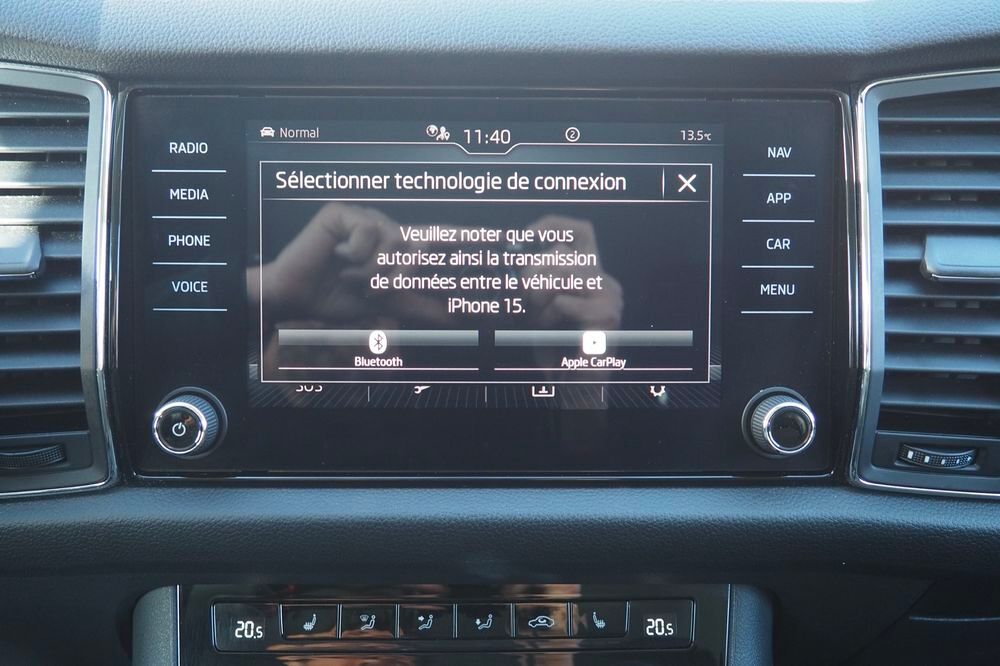 Normal
11:40
2
13.5°C
RADIO
MEDIA
PHONE
VOICE
NAV
APP
CAR
MENU
Sélectionner technologie de connexion
Veuillez noter que vous
autorisez ainsi la transmission
de données entre le véhicule et
iPhone 15.
Bluetooth
Apple CarPlay
SOS
20.5
20.5